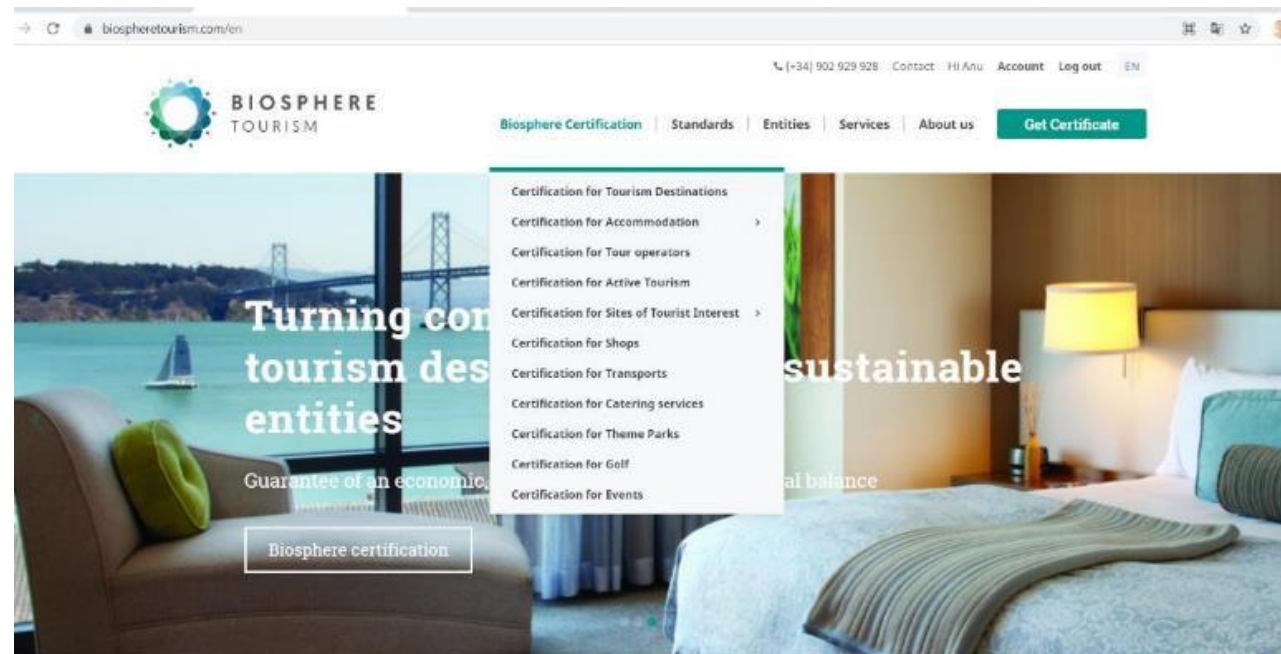 biospheretourism.com/en
(+34) 902 929 928 Contact Hi Anu Account Log out EN
BIOSPHERE
TOURISM
Biosphere Certification | Standards | Entities | Services | About us Get Certificate
Certification for Tourism Destinations
Certification for Accommodation >
Certification for Tour operators
Certification for Active Tourism
Certification for Sites of Tourist Interest >
Certification for Shops
Certification for Transports
Certification for Catering services
Certification for Theme Parks
Certification for Golf
Certification for Events
Turning
tourism sustainable
entities
Guarantee of an economic, balance
Biosphere certification